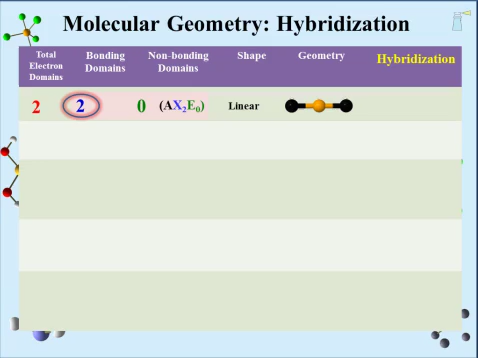 Molecular Geometry: Hybridization
Total Electron Domains
Bonding Domains
Non-bonding Domains
Shape
Geometry
Hybridization
2 2 0 (AX₂E₀) Linear